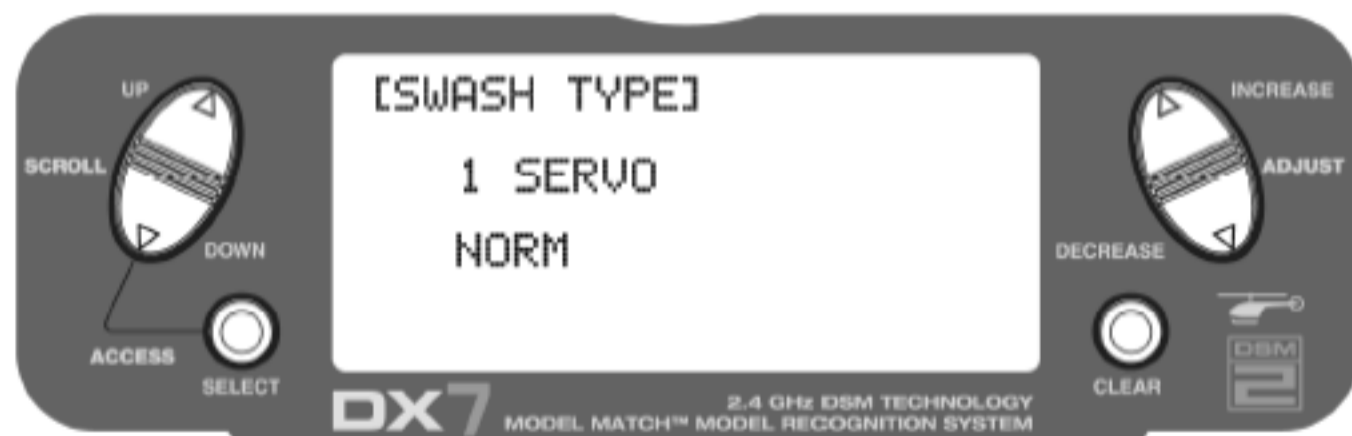 [SWASH TYPE]
1 SERVO
NORM
UP
SCROLL
DOWN
ACCESS
SELECT
INCREASE
ADJUST
DECREASE
CLEAR
DSM
2
DX7
2.4 GHz DSM TECHNOLOGY
MODEL MATCH™ MODEL RECOGNITION SYSTEM